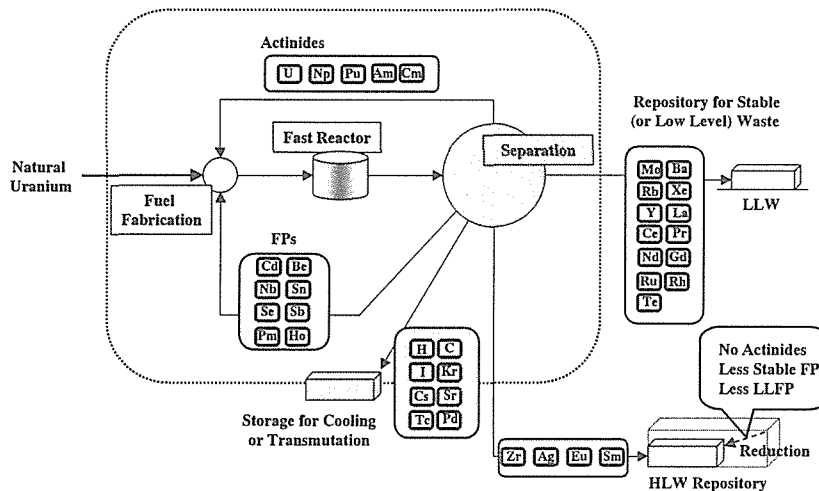 Actinides
U Np Pu Am Cm
Repository for Stable
(or Low Level) Waste
Fast Reactor
Separation
Natural
Uranium
Fuel
Fabrication
Mo Ba
Rb Xe
Y La
Ce Pr
Nd Gd
Ru Rh
Te
LLW
FPs
Cd Be
Nb Sn
Se Sb
Pm Ho
H C
I Kr
Cs Sr
Tc Pd
Storage for Cooling
or Transmutation
No Actinides
Less Stable FP
Less LLFP
Zr Ag Eu Sm
Reduction
HLW Repository